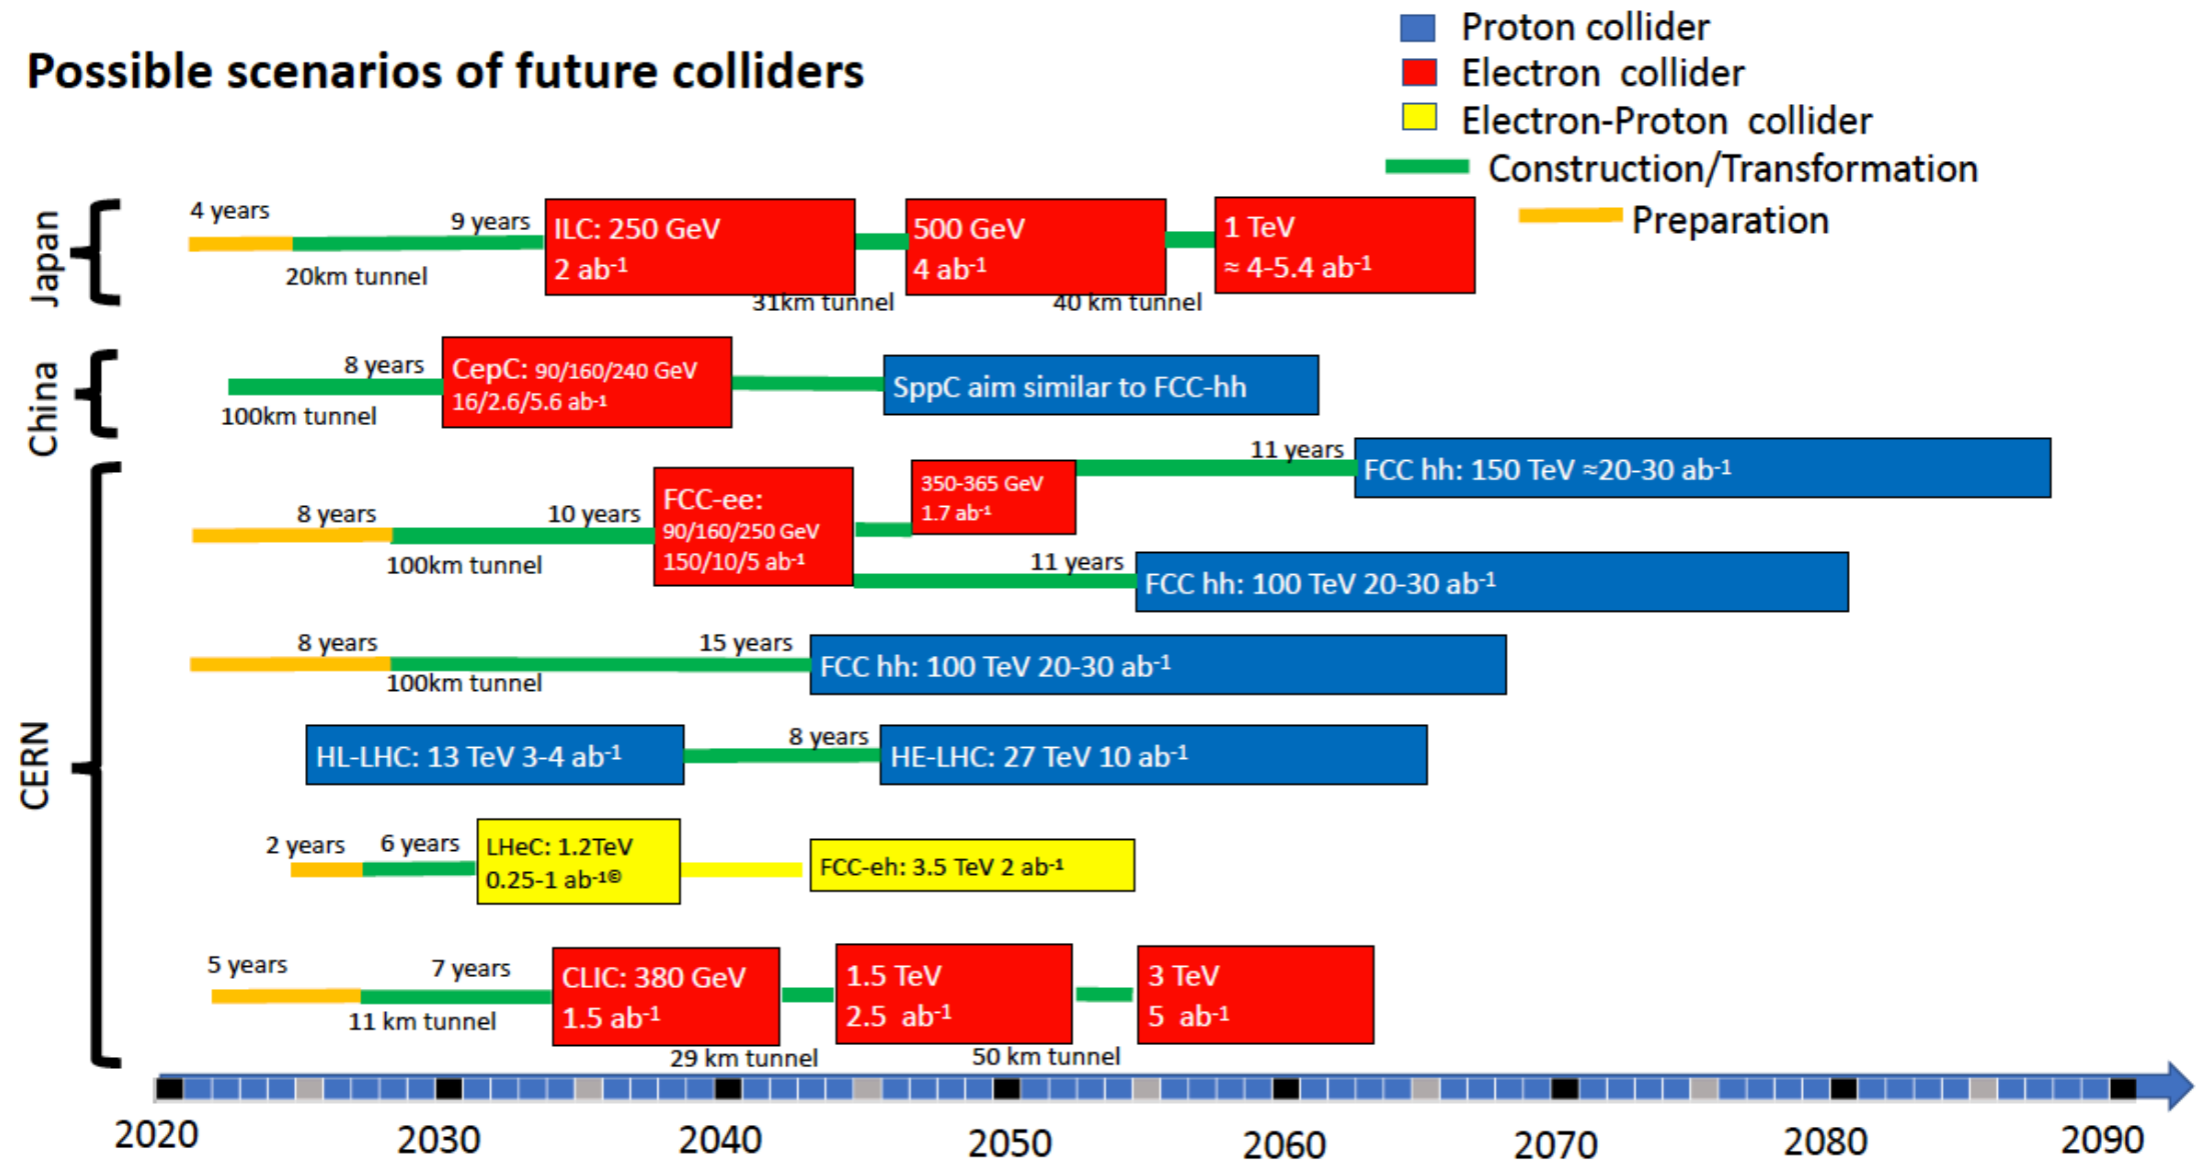 Possible scenarios of future colliders
Proton collider
Electron collider
Electron-Proton collider
Construction/Transformation
Preparation
Japan
4 years
9 years
20km tunnel
ILC: 250 GeV
2 ab-1
31km tunnel
500 GeV
4 ab-1
40 km tunnel
1 TeV
≈ 4-5.4 ab-1
China
8 years
100km tunnel
CepC: 90/160/240 GeV
16/2.6/5.6 ab-1
SppC aim similar to FCC-hh
CERN
8 years
10 years
100km tunnel
FCC-ee:
90/160/250 GeV
150/10/5 ab-1
350-365 GeV
1.7 ab-1
11 years
FCC hh: 150 TeV ≈20-30 ab-1
11 years
FCC hh: 100 TeV 20-30 ab-1
8 years
15 years
100km tunnel
FCC hh: 100 TeV 20-30 ab-1
HL-LHC: 13 TeV 3-4 ab-1
8 years
HE-LHC: 27 TeV 10 ab-1
2 years
6 years
LHeC: 1.2TeV
0.25-1 ab-1©
FCC-eh: 3.5 TeV 2 ab-1
5 years
7 years
11 km tunnel
CLIC: 380 GeV
1.5 ab-1
29 km tunnel
1.5 TeV
2.5 ab-1
50 km tunnel
3 TeV
5 ab-1
2020 2030 2040 2050 2060 2070 2080 2090